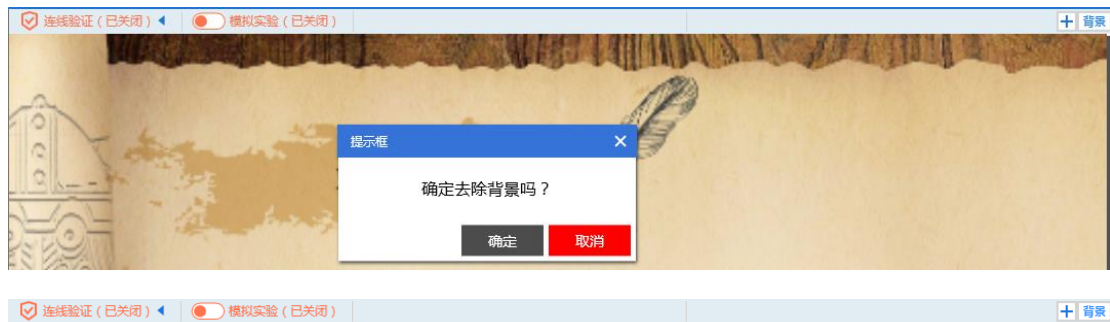 连线验证（已关闭） 模拟实验（已关闭） 背景
提示框
确定去除背景吗？
确定 取消
连线验证（已关闭） 模拟实验（已关闭） 背景